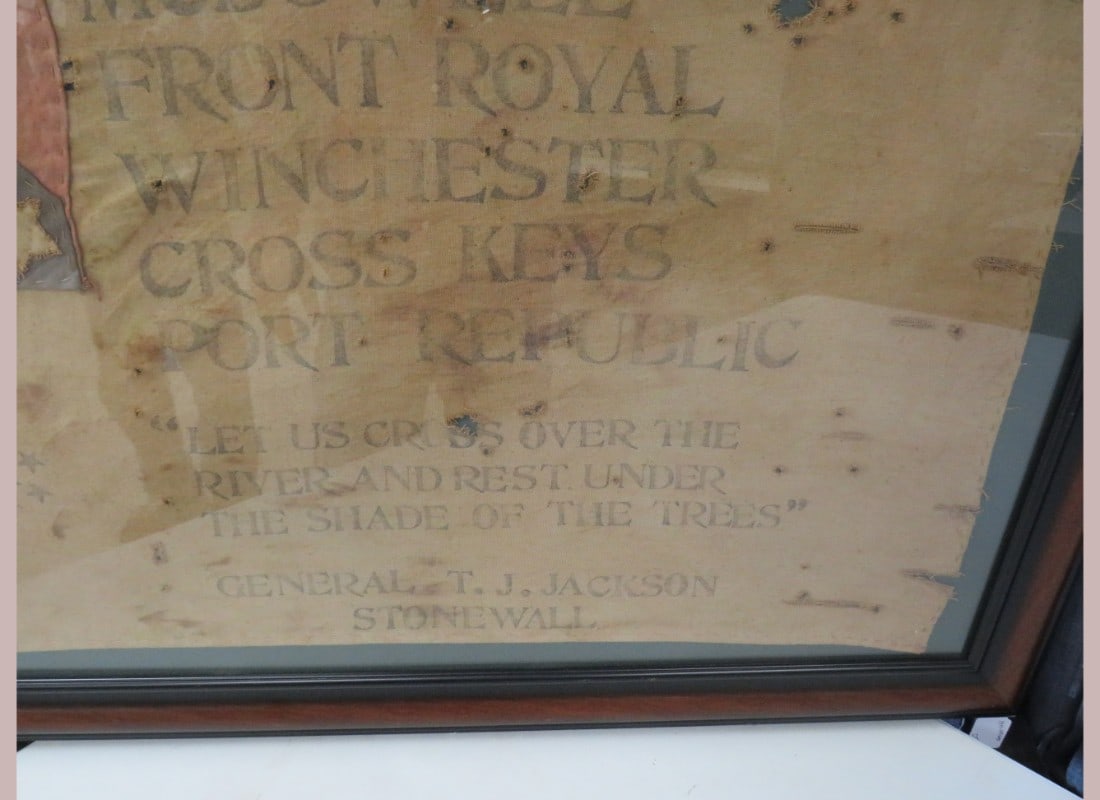 McDOWELL
FRONT ROYAL
WINCHESTER
CROSS KEYS
PORT REPUBLIC
“LET US CROSS OVER THE
RIVER AND REST UNDER
THE SHADE OF THE TREES”
GENERAL T. J. JACKSON
STONEWALL